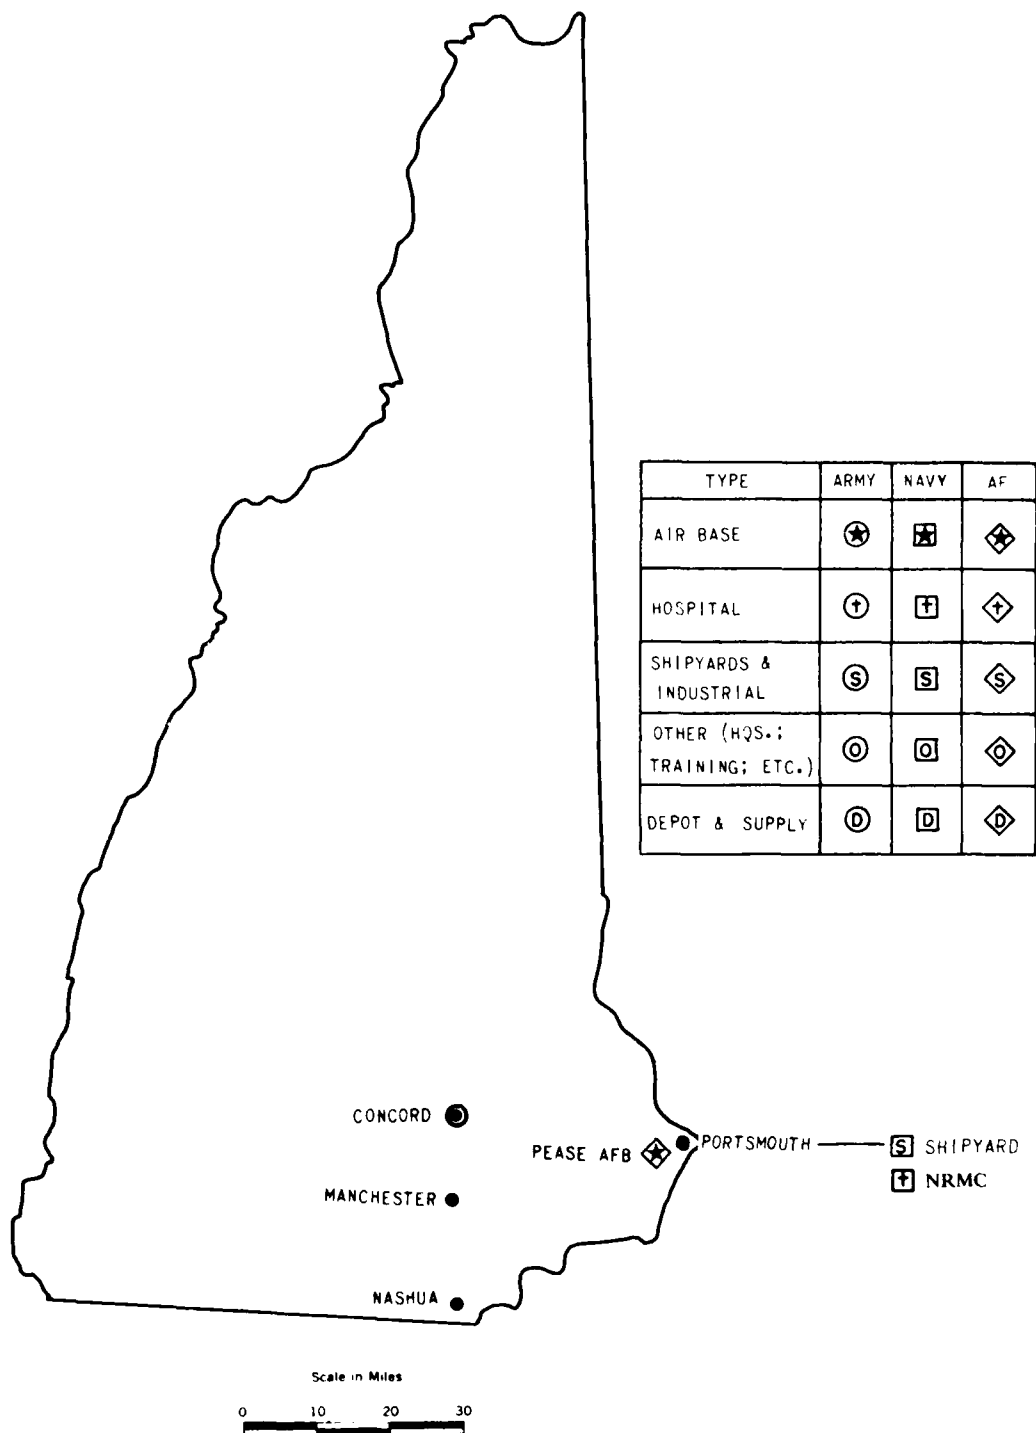 TYPE ARMY NAVY AF
AIR BASE
HOSPITAL
SHIPYARDS &
INDUSTRIAL
S S S
OTHER (HQS.;
TRAINING; ETC.)
O O O
DEPOT & SUPPLY D D D
CONCORD
PEASE AFB
PORTSMOUTH
S SHIPYARD
NRMC
MANCHESTER
NASHUA
Scale in Miles
0 10 20 30